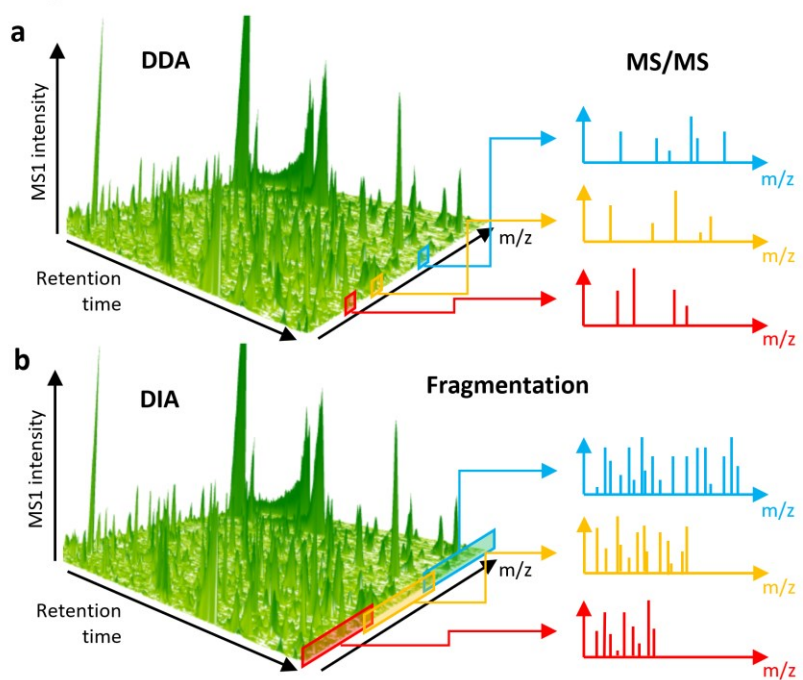 a
DDA
MS/MS
MS1 intensity
m/z
m/z
m/z
m/z
Retention
time
b
DIA
Fragmentation
MS1 intensity
m/z
m/z
m/z
m/z
Retention
time